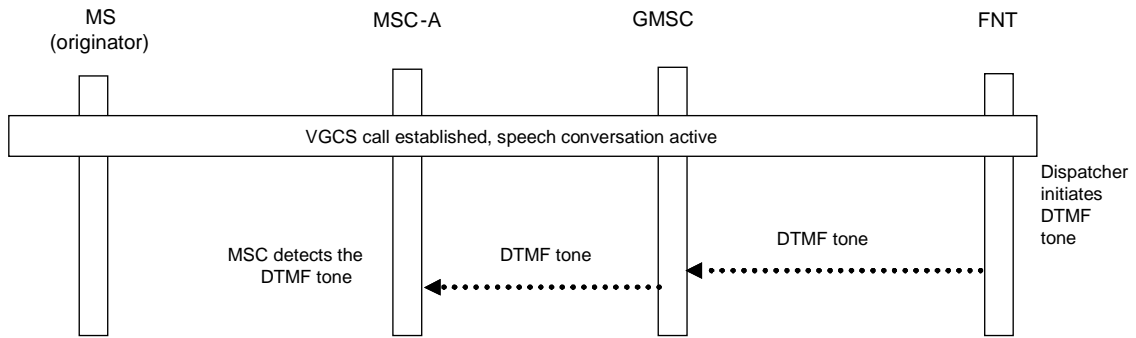 MS
(originator)
MSC-A
GMSC
FNT
VGCS call established, speech conversation active
Dispatcher
initiates
DTMF
tone
MSC detects the
DTMF tone
DTMF tone
DTMF tone